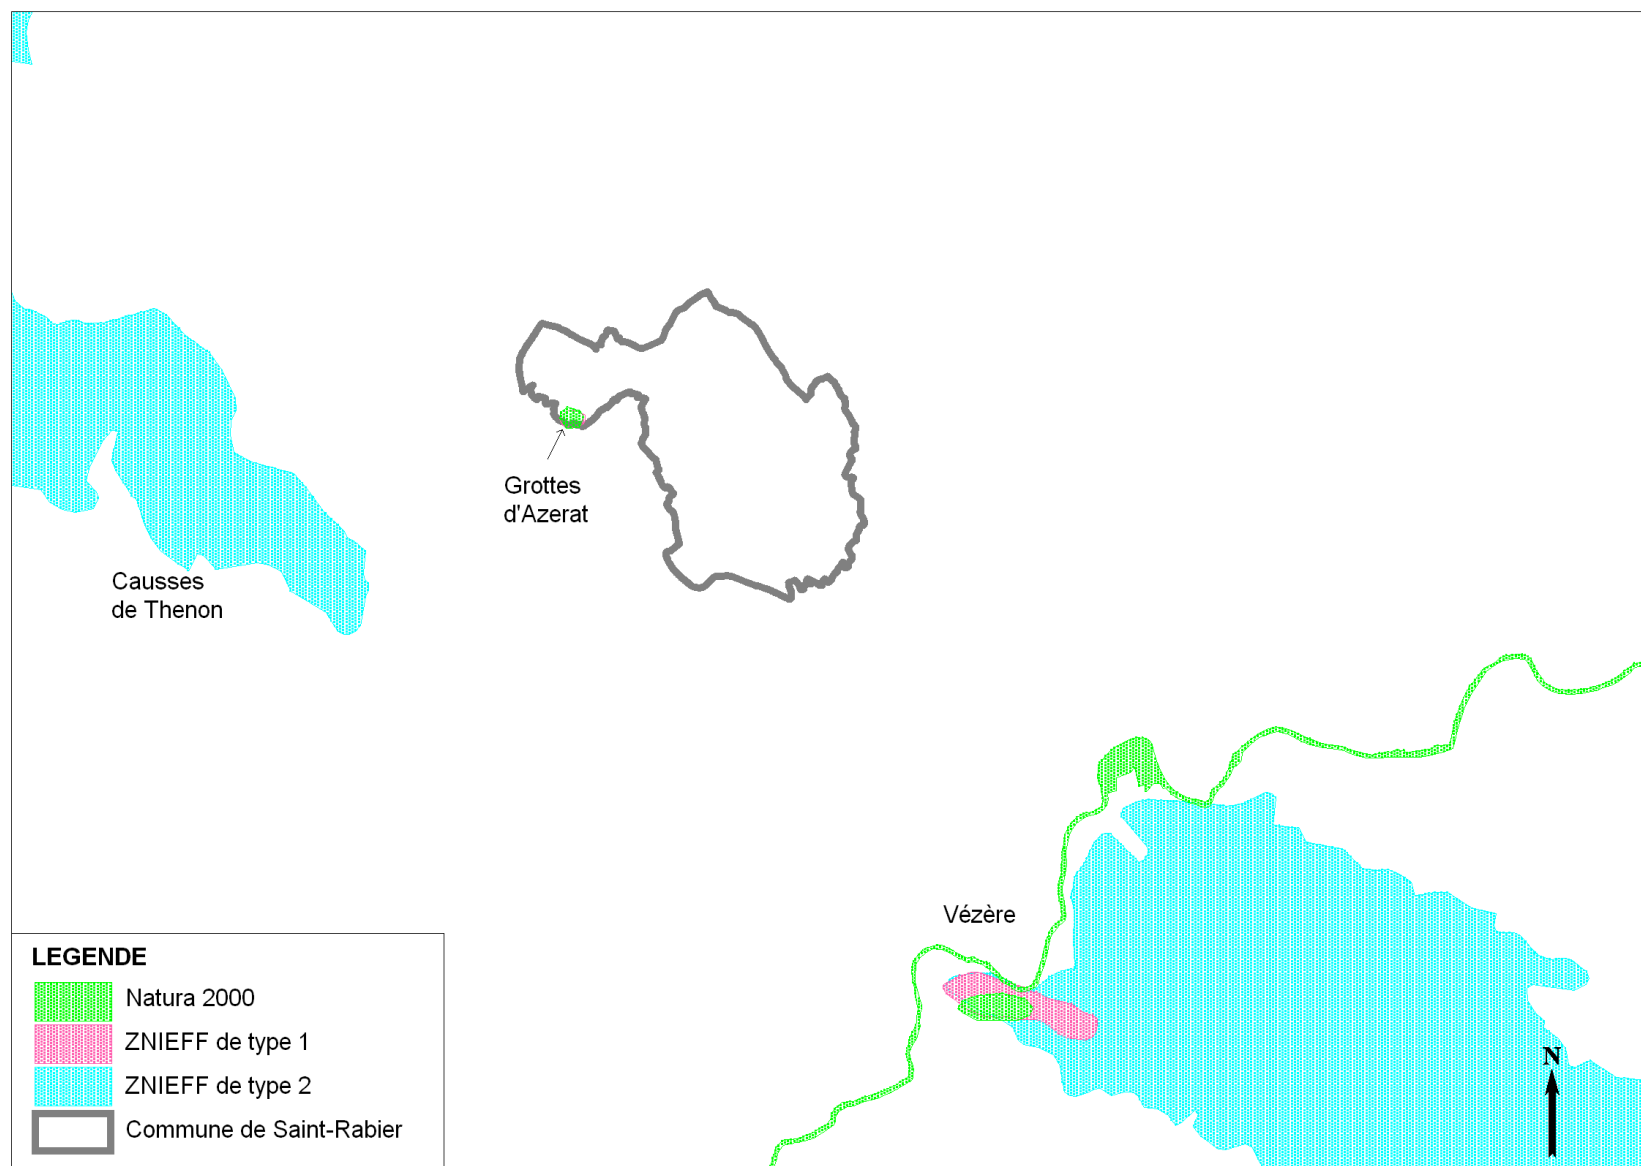 Grottes
d'Azerat
Causses
de Thenon
Vézère
LEGENDE
Natura 2000
ZNIEFF de type 1
ZNIEFF de type 2
Commune de Saint-Rabier
N